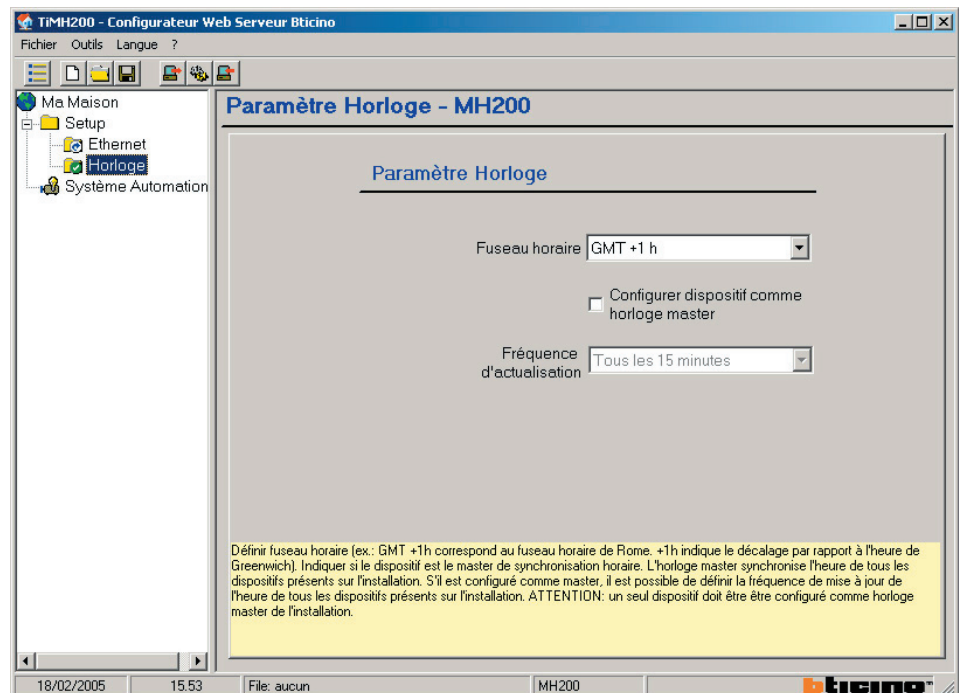 TiMH200 - Configurateur Web Serveur Bticino
Fichier Outils Langue ?
Ma Maison
Setup
Ethernet
Horloge
Système Automation
Paramètre Horloge - MH200
Paramètre Horloge
Fuseau horaire GMT +1 h
Configurer dispositif comme
horloge master
Fréquence
d'actualisation
Tous les 15 minutes
Définir fuseau horaire (ex.: GMT +1h correspond au fuseau horaire de Rome. +1h indique le décalage par rapport à l'heure de
Greenwich). Indiquer si le dispositif est le master de synchronisation horaire. L'horloge master synchronise l'heure de tous les
dispositifs présents sur l'installation. S'il est configuré comme master, il est possible de définir la fréquence de mise à jour de
l'heure de tous les dispositifs présents sur l'installation. ATTENTION: un seul dispositif doit être être configuré comme horloge
master de l'installation.
18/02/2005 15.53 File: aucun MH200
bticino